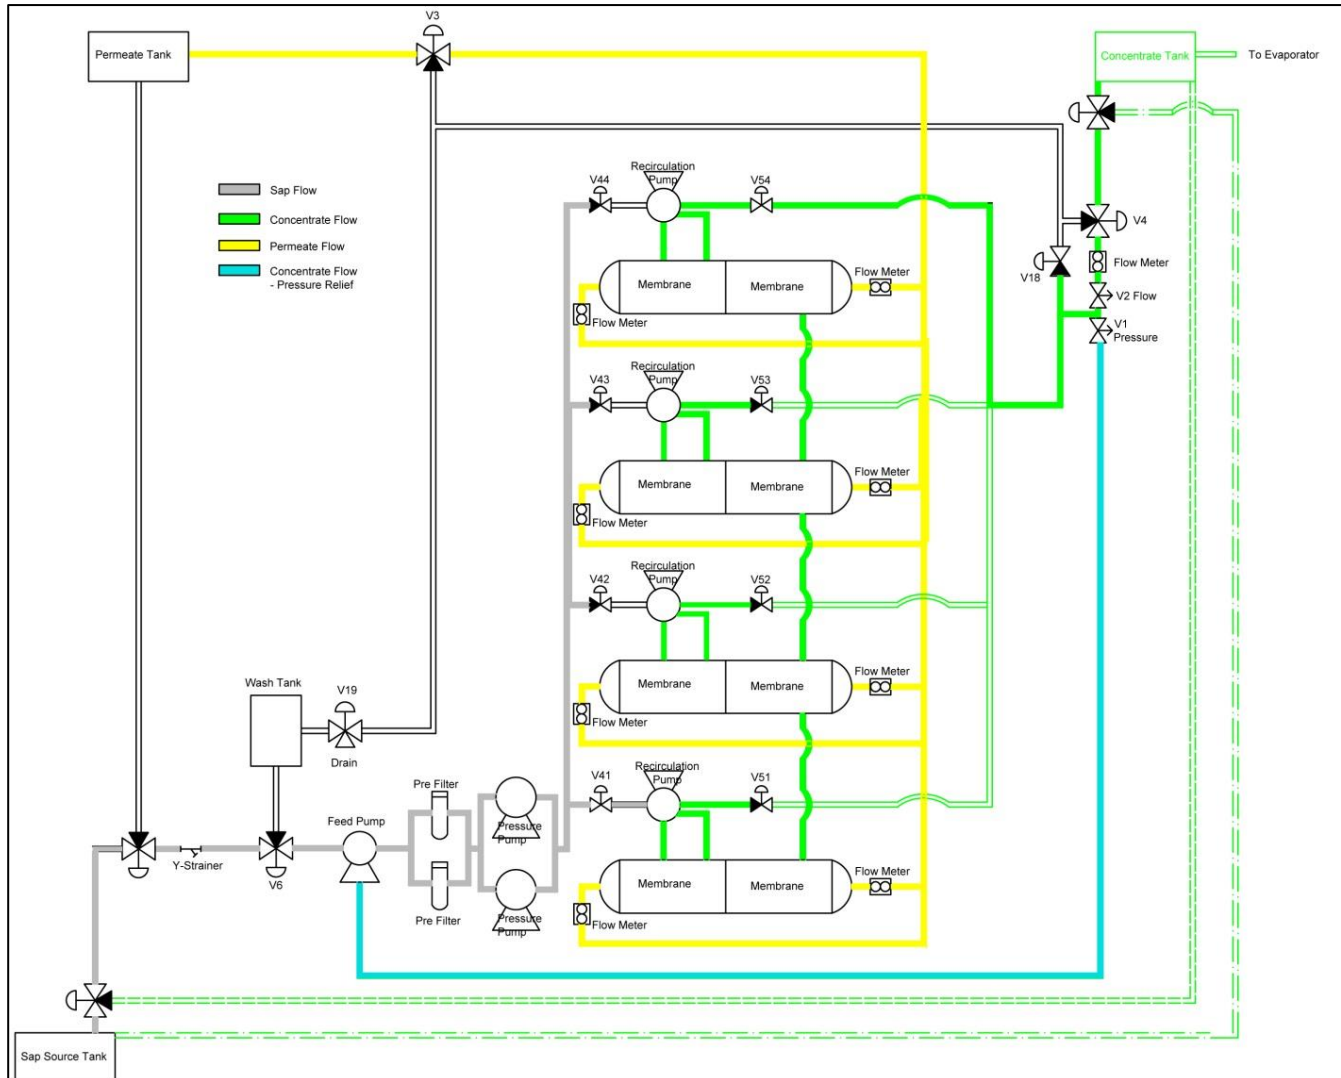 V3
Permeate Tank
Concentrate Tank
To Evaporator
Sap Flow
Concentrate Flow
Permeate Flow
Concentrate Flow
- Pressure Relief
V44
Recirculation
Pump
V54
V4
Flow Meter
V18
V2 Flow
V1
Pressure
Membrane
Membrane
Flow Meter
Flow Meter
V43
Recirculation
Pump
V53
Membrane
Membrane
Flow Meter
Flow Meter
V42
Recirculation
Pump
V52
Membrane
Membrane
Flow Meter
Flow Meter
Wash Tank
V19
Drain
V41
Recirculation
Pump
V51
Membrane
Membrane
Flow Meter
Flow Meter
Pre Filter
Pressure
Pump
Feed Pump
Y-Strainer
V6
Pre Filter
Pressure
Pump
Sap Source Tank